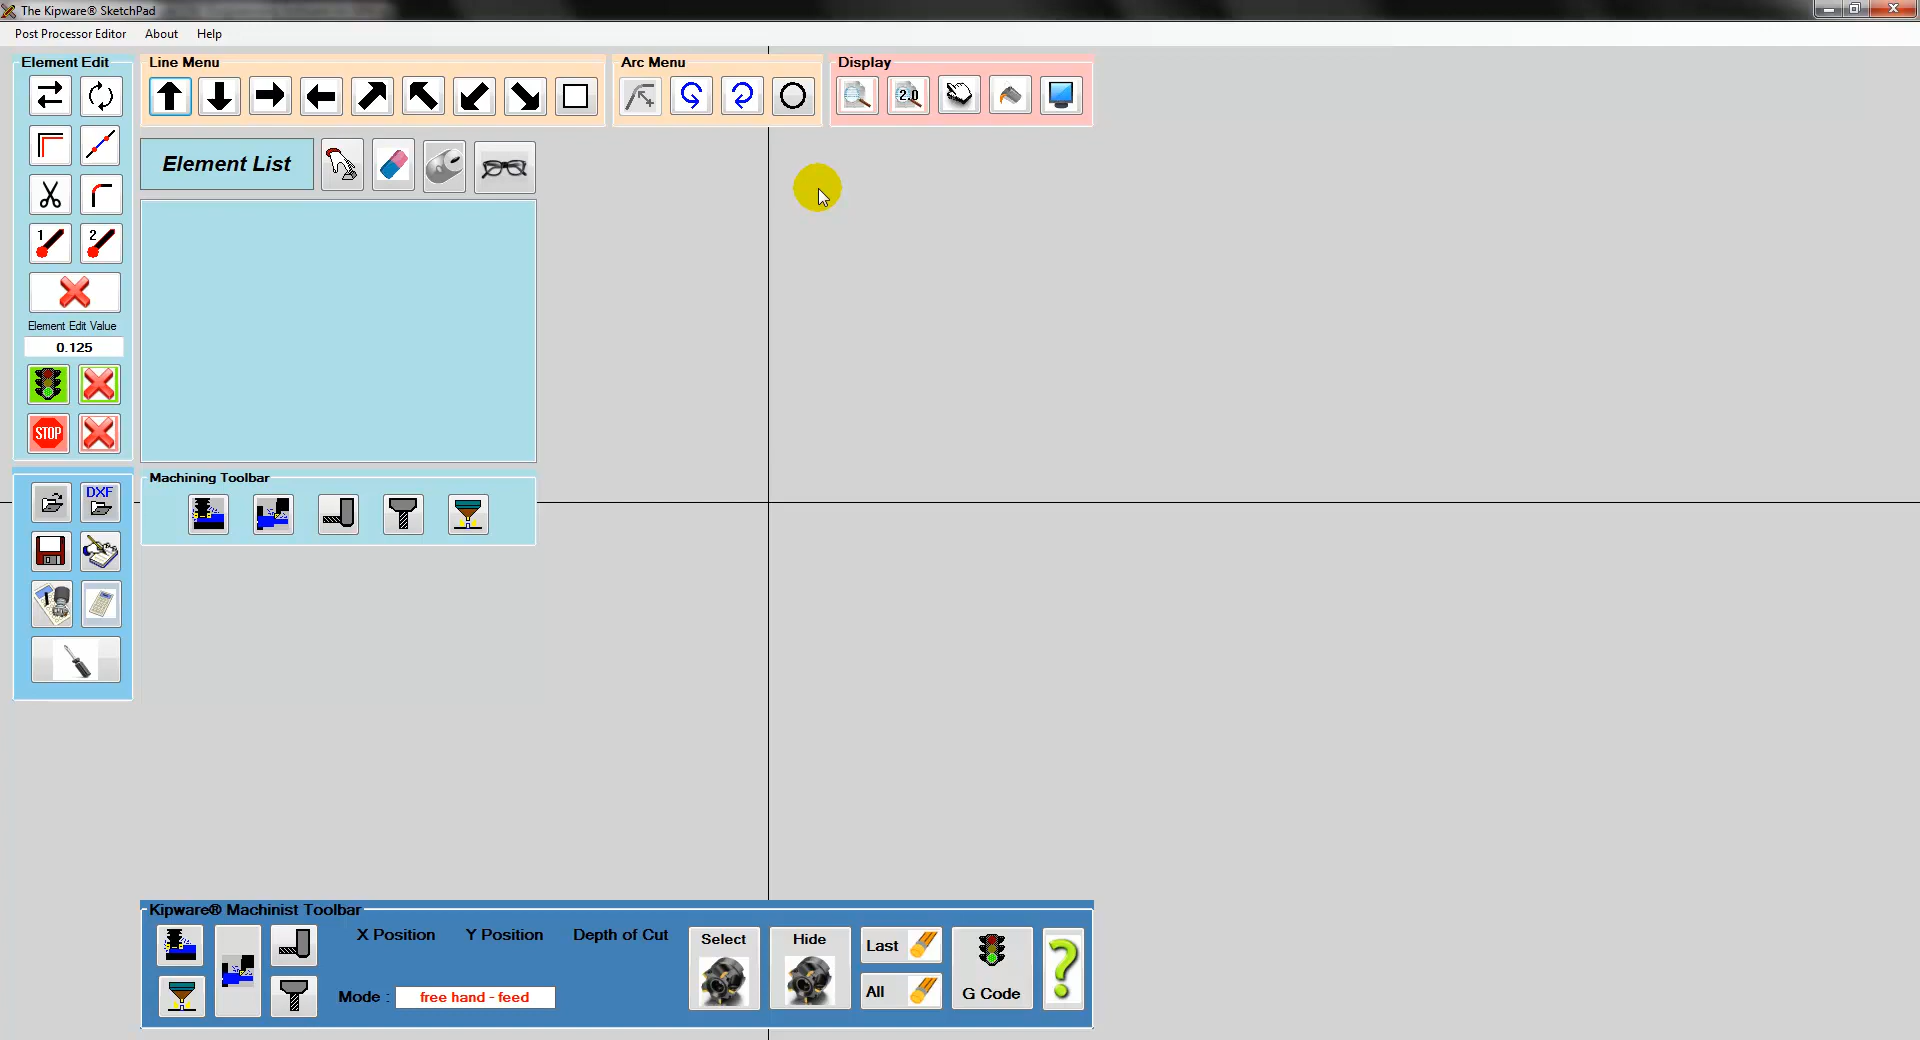 The Kipware® SketchPad
Post Processor Editor About Help
Element Edit
Line Menu
Arc Menu
Display
2.0
Element List
1 2
Element Edit Value
0.125
STOP
Machining Toolbar
DXF
Kipware® Machinist Toolbar
X Position Y Position Depth of Cut
Mode : free hand - feed
Select
Hide
Last
All
G Code